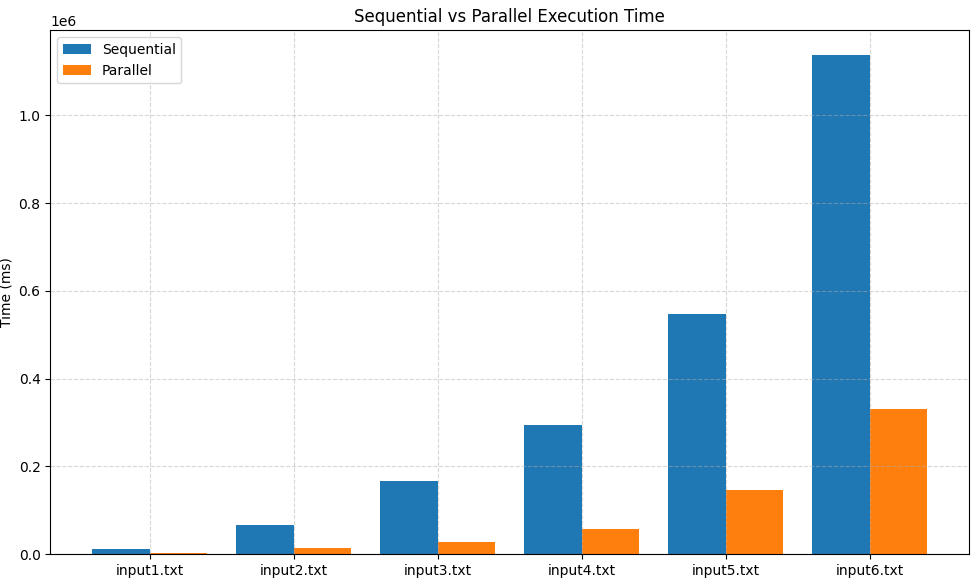 Sequential vs Parallel Execution Time
1e6
Sequential
Parallel
1.0
0.8
0.6
0.4
0.2
0.0
Time (ms)
input1.txt
input2.txt
input3.txt
input4.txt
input5.txt
input6.txt